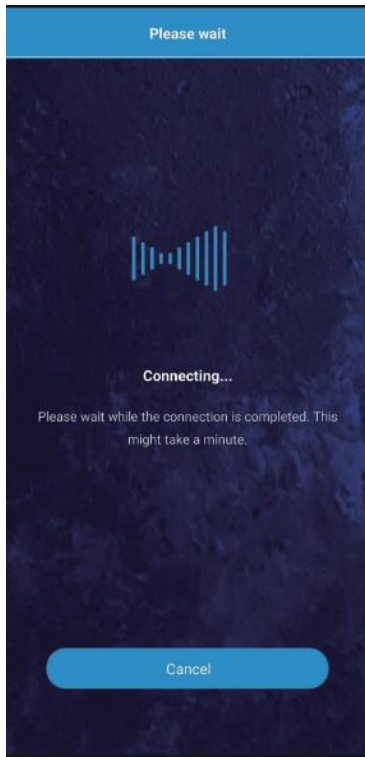 Please wait
Connecting...
Please wait while the connection is completed. This
might take a minute.
Cancel